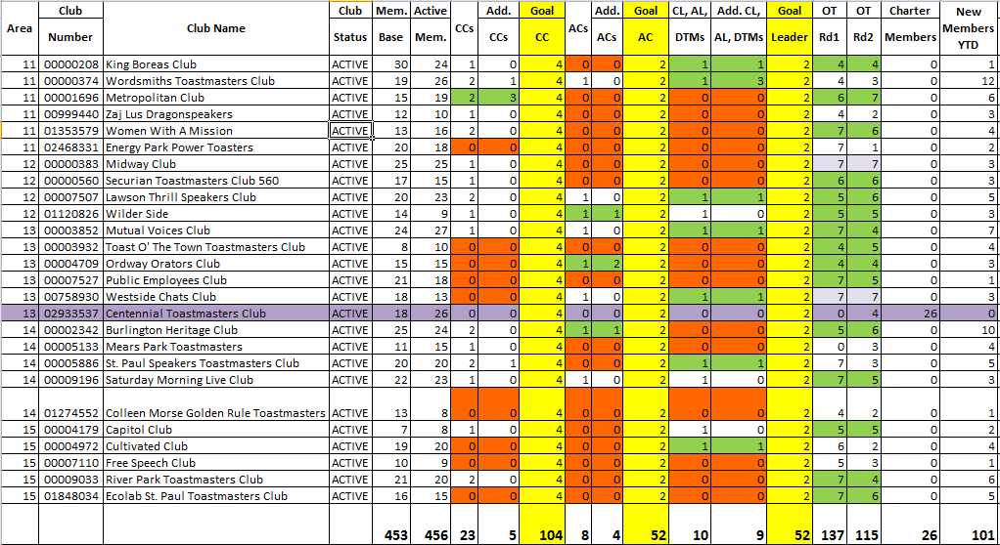 Area Club Number Club Name Club Status Mem. Base Active Mem. CCs Add. CCs Goal CC ACs Add. ACs Goal AC CL, AL, DTMs Add. CL, AL, DTMs Goal Leader OT Rd1 OT Rd2 Charter Members New Members YTD
11 00000208 King Boreas Club ACTIVE 30 24 1 0 4 0 0 2 1 1 2 4 4 0 1
11 00000374 Wordsmiths Toastmasters Club ACTIVE 19 26 2 1 4 1 0 2 1 3 2 4 3 0 12
11 00001696 Metropolitan Club ACTIVE 15 19 2 3 4 0 0 2 0 0 2 6 7 0 6
11 00999440 Zaj Lus Dragonspeakers ACTIVE 12 10 1 0 4 0 0 2 0 0 2 4 2 0 3
11 01353579 Women With A Mission ACTIVE 13 16 2 0 4 0 0 2 0 0 2 7 6 0 4
11 02468331 Energy Park Power Toasters ACTIVE 20 18 0 0 4 0 0 2 0 0 2 7 1 0 2
12 00000383 Midway Club ACTIVE 25 25 1 0 4 0 0 2 0 0 2 7 7 0 3
12 00000560 Securian Toastmasters Club 560 ACTIVE 17 15 1 0 4 0 0 2 0 0 2 6 6 0 3
12 00007507 Lawson Thrill Speakers Club ACTIVE 20 23 2 0 4 1 0 2 1 1 2 5 6 0 5
12 01120826 Wilder Side ACTIVE 14 9 1 0 4 1 1 2 1 0 2 5 5 0 3
12 00003852 Mutual Voices Club ACTIVE 24 27 1 0 4 1 0 2 1 1 2 7 4 0 7
13 00003932 Toast O' The Town Toastmasters Club ACTIVE 8 10 0 0 4 0 0 2 0 0 2 4 5 0 4
13 00004709 Ordway Orators Club ACTIVE 15 15 0 0 4 1 2 2 0 0 2 4 4 0 3
13 00007527 Public Employees Club ACTIVE 21 18 0 0 4 0 0 2 0 0 2 7 5 0 1
13 00758930 Westside Chats Club ACTIVE 18 13 0 0 4 1 0 2 1 1 2 7 7 0 3
13 02933537 Centennial Toastmasters Club ACTIVE 18 26 0 0 4 0 0 2 0 0 2 0 4 26 0
14 00002342 Burlington Heritage Club ACTIVE 25 24 2 0 4 1 1 2 0 0 2 5 6 0 10
14 00005133 Mears Park Toastmasters ACTIVE 11 15 1 0 4 0 0 2 0 0 2 0 3 0 4
14 00005886 St. Paul Speakers Toastmasters Club ACTIVE 20 20 2 1 4 0 0 2 1 1 2 7 3 0 5
14 00009196 Saturday Morning Live Club ACTIVE 22 23 1 0 4 1 0 2 1 0 2 7 5 0 3
14 01274552 Colleen Morse Golden Rule Toastmasters ACTIVE 13 8 0 0 4 0 0 2 0 0 2 4 2 0 1
15 00004179 Capitol Club ACTIVE 7 8 1 0 4 0 0 2 1 0 2 5 5 0 2
15 00004972 Cultivated Club ACTIVE 19 20 0 0 4 0 0 2 1 1 2 6 2 0 4
15 00007110 Free Speech Club ACTIVE 10 9 0 0 4 0 0 2 0 0 2 5 3 0 1
15 00009033 River Park Toastmasters Club ACTIVE 21 20 2 0 4 0 0 2 0 0 2 7 4 0 6
15 01848034 Ecolab St. Paul Toastmasters Club ACTIVE 16 15 0 0 4 0 0 2 0 0 2 7 6 0 5
453 456 23 5 104 8 4 52 10 9 52 137 115 26 101